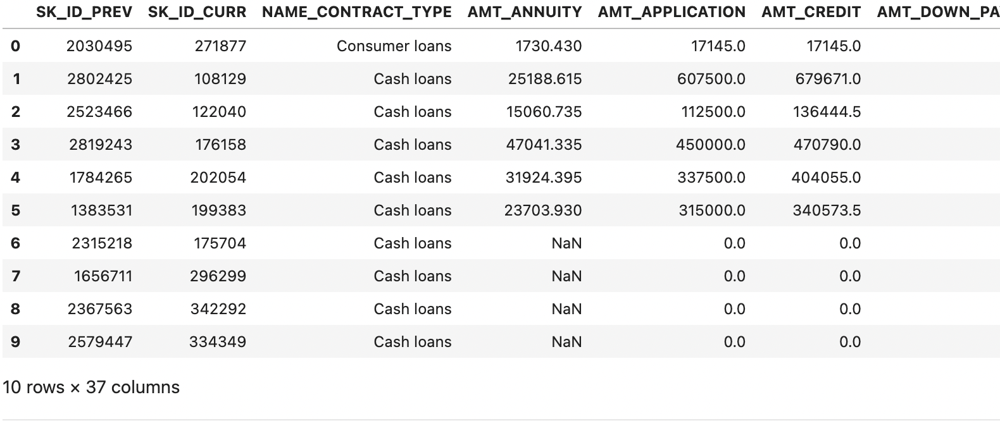 SK_ID_PREV SK_ID_CURR NAME_CONTRACT_TYPE AMT_ANNUITY AMT_APPLICATION AMT_CREDIT AMT_DOWN_PA
0 2030495 271877 Consumer loans 1730.430 17145.0 17145.0
1 2802425 108129 Cash loans 25188.615 607500.0 679671.0
2 2523466 122040 Cash loans 15060.735 112500.0 136444.5
3 2819243 176158 Cash loans 47041.335 450000.0 470790.0
4 1784265 202054 Cash loans 31924.395 337500.0 404055.0
5 1383531 199383 Cash loans 23703.930 315000.0 340573.5
6 2315218 175704 Cash loans NaN 0.0 0.0
7 1656711 296299 Cash loans NaN 0.0 0.0
8 2367563 342292 Cash loans NaN 0.0 0.0
9 2579447 334349 Cash loans NaN 0.0 0.0
10 rows × 37 columns